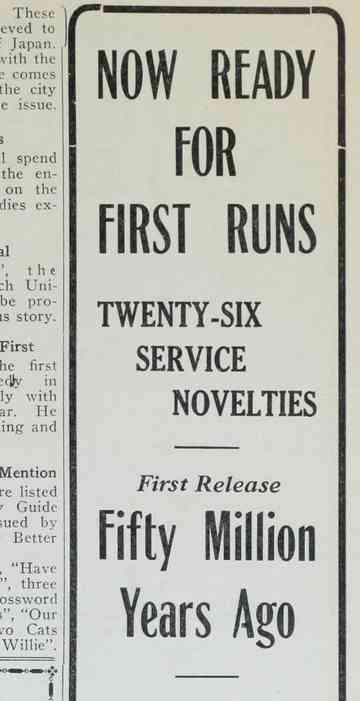 These
eved to
Japan.
with the
e comes
the city
e issue.
s
l spend
the en-
on the
dies ex-
al
", the
ch Uni-
be pro-
s story.
First
he first
edy in
ly with
ar. He
ing and
Mention
re listed
Guide
sued by
Better
, "Have
", three
ossword
s", "Our
wo Cats
Willie".
NOW READY
FOR
FIRST RUNS
TWENTY-SIX
SERVICE
NOVELTIES
First Release
Fifty Million
Years Ago